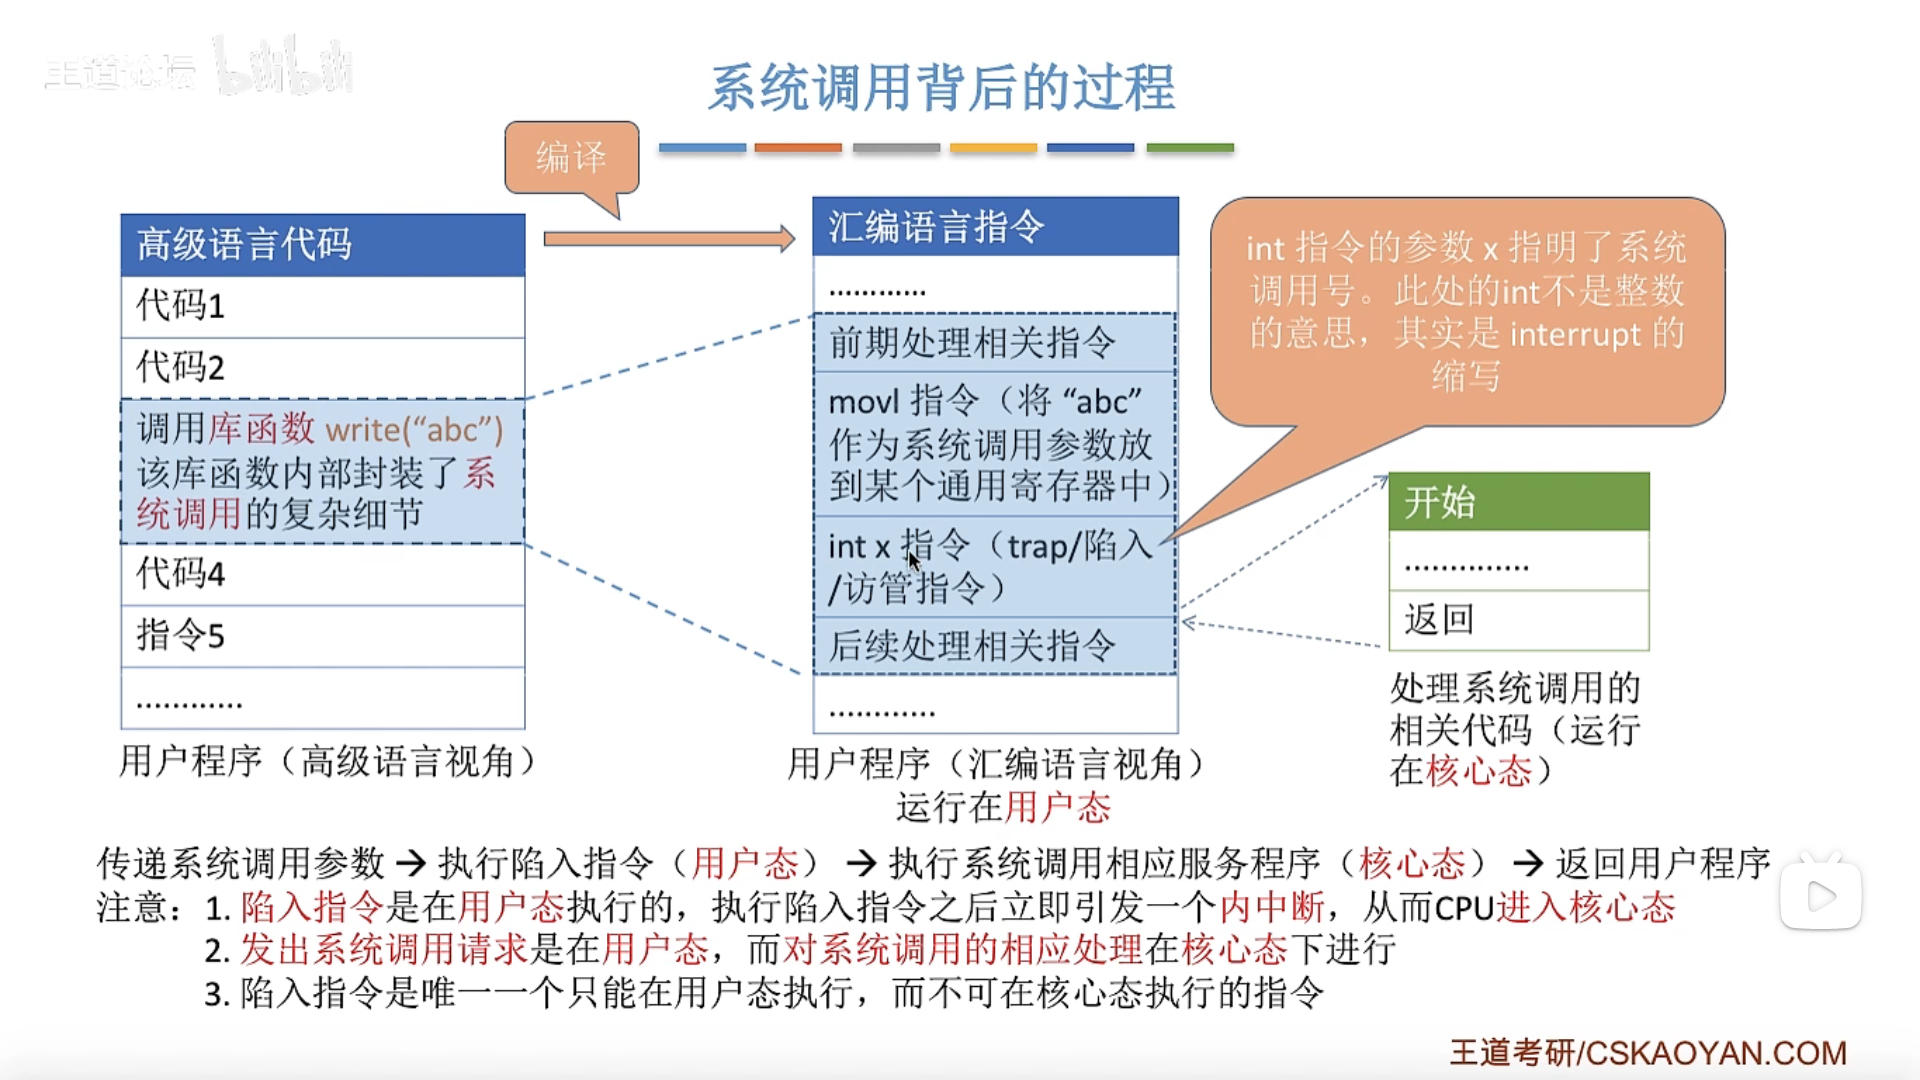 王道论坛 bilibili
系统调用背后的过程
编译
高级语言代码
代码1
代码2
调用库函数 write(“abc”)
该库函数内部封装了系
统调用的复杂细节
代码4
指令5
…………
用户程序（高级语言视角）
汇编语言指令
…………
前期处理相关指令
movl 指令（将 “abc”
作为系统调用参数放
到某个通用寄存器中）
int x 指令（trap/陷入
/访管指令）
后续处理相关指令
…………
用户程序（汇编语言视角）
运行在用户态
int 指令的参数 x 指明了系统
调用号。此处的int不是整数
的意思，其实是 interrupt 的
缩写
开始
…………..
返回
处理系统调用的
相关代码（运行
在核心态）
传递系统调用参数 → 执行陷入指令（用户态） → 执行系统调用相应服务程序（核心态） → 返回用户程序
注意：1. 陷入指令是在用户态执行的，执行陷入指令之后立即引发一个内中断，从而CPU进入核心态
2. 发出系统调用请求是在用户态，而对系统调用的相应处理在核心态下进行
3. 陷入指令是唯一一个只能在用户态执行，而不可在核心态执行的指令
王道考研/CSKAOYAN.COM